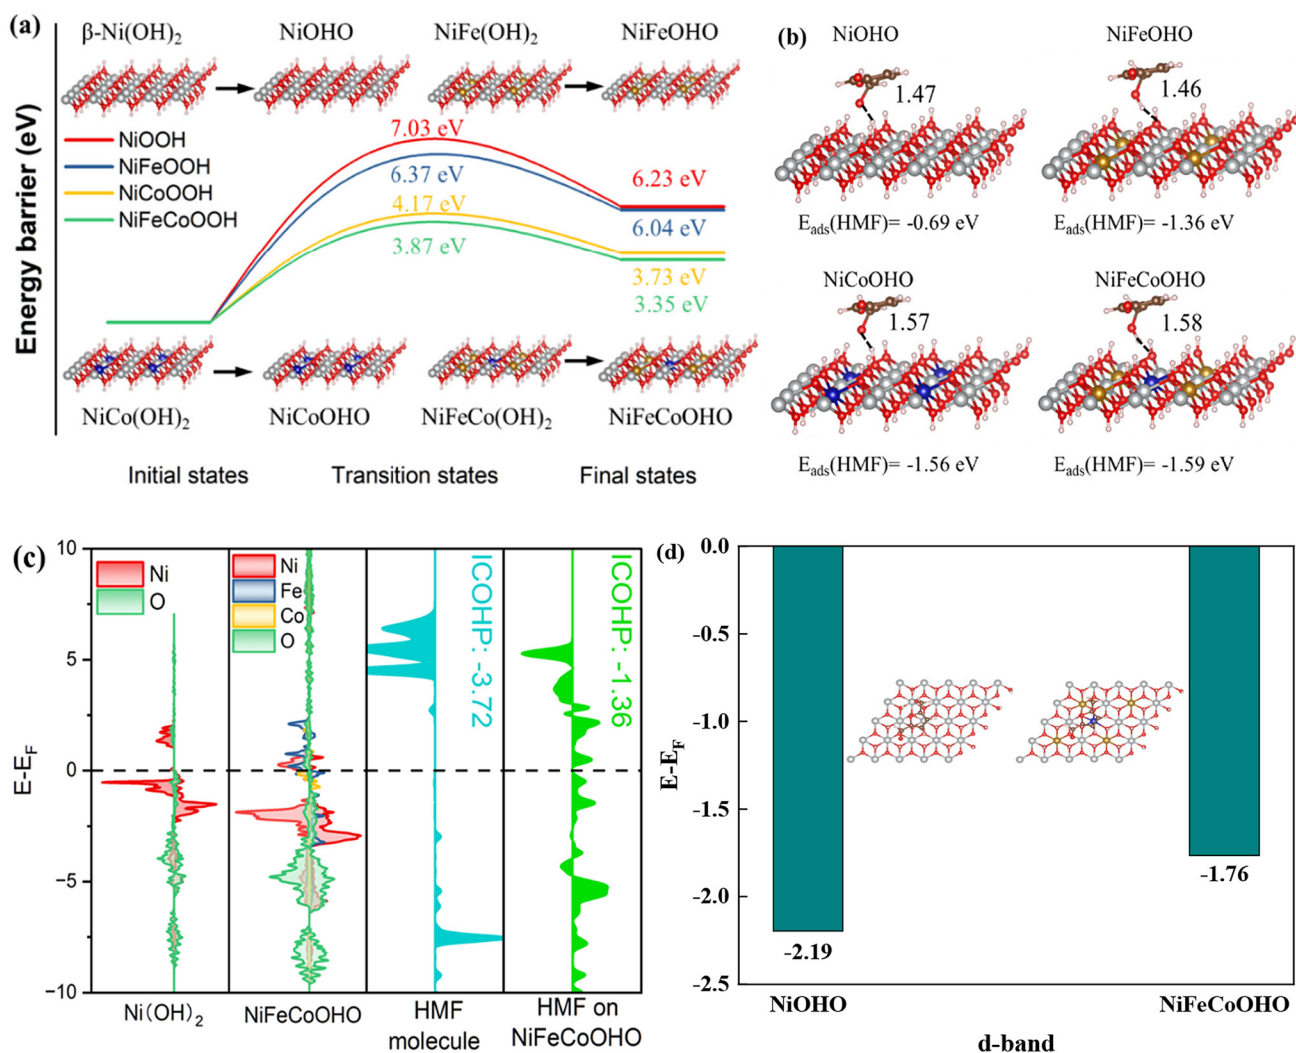 (a)
β-Ni(OH)2
NiOHO
NiFe(OH)2
NiFeOHO
Energy barrier (eV)
NiOOH
NiFeOOH
NiCoOOH
NiFeCoOOH
7.03 eV
6.37 eV
4.17 eV
3.87 eV
6.23 eV
6.04 eV
3.73 eV
3.35 eV
NiCo(OH)2
NiCoOHO
NiFeCo(OH)2
NiFeCoOHO
Initial states
Transition states
Final states
(b)
NiOHO
NiFeOHO
1.47
1.46
Eads(HMF)= -0.69 eV
Eads(HMF)= -1.36 eV
NiCoOHO
NiFeCoOHO
1.57
1.58
Eads(HMF)= -1.56 eV
Eads(HMF)= -1.59 eV
(c)
E-EF
10
5
0
-5
-10
Ni
O
Ni
Fe
Co
O
ICOHP: -3.72
ICOHP: -1.36
Ni(OH)2
NiFeCoOHO
HMF
molecule
HMF on
NiFeCoOHO
(d)
E-EF
0.0
-0.5
-1.0
-1.5
-2.0
-2.5
-2.19
-1.76
NiOHO
NiFeCoOHO
d-band